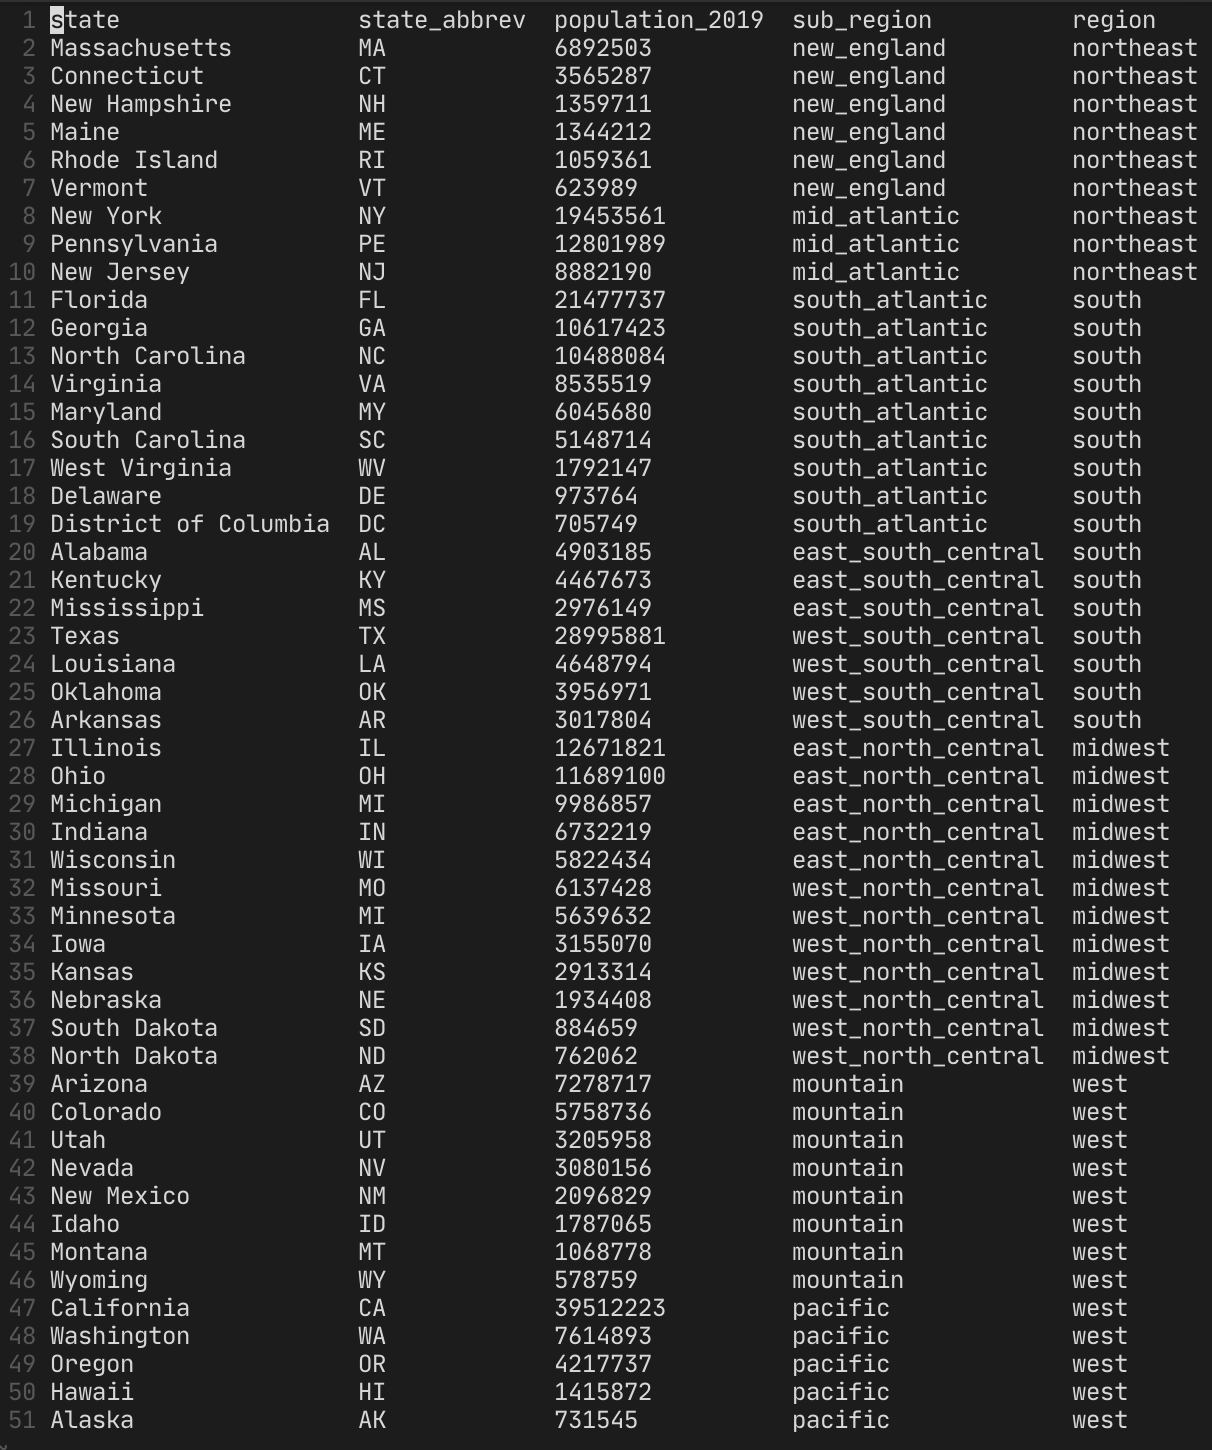 1 state state_abbrev population_2019 sub_region region
2 Massachusetts MA 6892503 new_england northeast
3 Connecticut CT 3565287 new_england northeast
4 New Hampshire NH 1359711 new_england northeast
5 Maine ME 1344212 new_england northeast
6 Rhode Island RI 1059361 new_england northeast
7 Vermont VT 623989 new_england northeast
8 New York NY 19453561 mid_atlantic northeast
9 Pennsylvania PE 12801989 mid_atlantic northeast
10 New Jersey NJ 8882190 mid_atlantic northeast
11 Florida FL 21477737 south_atlantic south
12 Georgia GA 10617423 south_atlantic south
13 North Carolina NC 10488084 south_atlantic south
14 Virginia VA 8535519 south_atlantic south
15 Maryland MY 6045680 south_atlantic south
16 South Carolina SC 5148714 south_atlantic south
17 West Virginia WV 1792147 south_atlantic south
18 Delaware DE 973764 south_atlantic south
19 District of Columbia DC 705749 south_atlantic south
20 Alabama AL 4903185 east_south_central south
21 Kentucky KY 4467673 east_south_central south
22 Mississippi MS 2976149 east_south_central south
23 Texas TX 28995881 west_south_central south
24 Louisiana LA 4648794 west_south_central south
25 Oklahoma OK 3956971 west_south_central south
26 Arkansas AR 3017804 west_south_central south
27 Illinois IL 12671821 east_north_central midwest
28 Ohio OH 11689100 east_north_central midwest
29 Michigan MI 9986857 east_north_central midwest
30 Indiana IN 6732219 east_north_central midwest
31 Wisconsin WI 5822434 east_north_central midwest
32 Missouri MO 6137428 west_north_central midwest
33 Minnesota MI 5639632 west_north_central midwest
34 Iowa IA 3155070 west_north_central midwest
35 Kansas KS 2913314 west_north_central midwest
36 Nebraska NE 1934408 west_north_central midwest
37 South Dakota SD 884659 west_north_central midwest
38 North Dakota ND 762062 west_north_central midwest
39 Arizona AZ 7278717 mountain west
40 Colorado CO 5758736 mountain west
41 Utah UT 3205958 mountain west
42 Nevada NV 3080156 mountain west
43 New Mexico NM 2096829 mountain west
44 Idaho ID 1787065 mountain west
45 Montana MT 1068778 mountain west
46 Wyoming WY 578759 mountain west
47 California CA 39512223 pacific west
48 Washington WA 7614893 pacific west
49 Oregon OR 4217737 pacific west
50 Hawaii HI 1415872 pacific west
51 Alaska AK 731545 pacific west